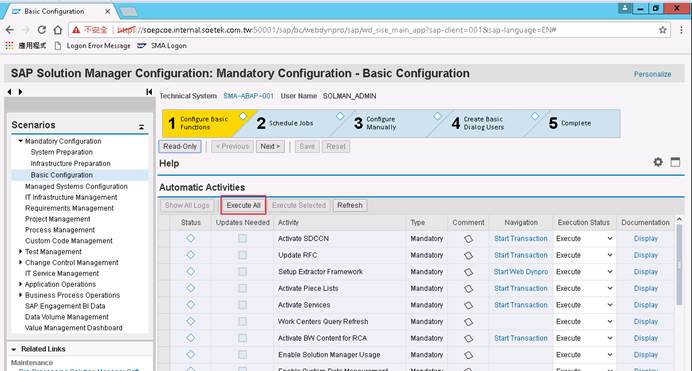 Basic Configuration
不安全
https://soepcoe.internal.soetek.com.tw:50001/sap/bc/webdynpro/sap/wd_sise_main_app?sap-client=001&sap-language=EN#
應用程式 Logon Error Message SMA Logon
SAP Solution Manager Configuration: Mandatory Configuration - Basic Configuration
Personalize
Technical System SMA~ABAP~001 User Name SOLMAN_ADMIN
Scenarios
Mandatory Configuration
System Preparation
Infrastructure Preparation
Basic Configuration
Managed Systems Configuration
IT Infrastructure Management
Requirements Management
Project Management
Process Management
Custom Code Management
Test Management
Change Control Management
IT Service Management
Application Operations
Business Process Operations
SAP Engagement BI Data
Data Volume Management
Value Management Dashboard
Related Links
Maintenance
1 Configure Basic Functions
2 Schedule Jobs
3 Configure Manually
4 Create Basic Dialog Users
5 Complete
Read-Only < Previous Next > Save Reset
Help
Automatic Activities
Show All Logs Execute All Execute Selected Refresh
Status Updates Needed Activity Type Comment Navigation Execution Status Documentation
Activate SDCCN Mandatory Start Transaction Execute Display
Update RFC Mandatory Start Transaction Execute Display
Setup Extractor Framework Mandatory Start Web Dynpro Execute Display
Activate Piece Lists Mandatory Start Transaction Execute Display
Activate Services Mandatory Start Transaction Execute Display
Work Centers Query Refresh Mandatory Execute Display
Activate BW Content for RCA Mandatory Start Transaction Execute Display
Enable Solution Manager Usage Mandatory Execute Display